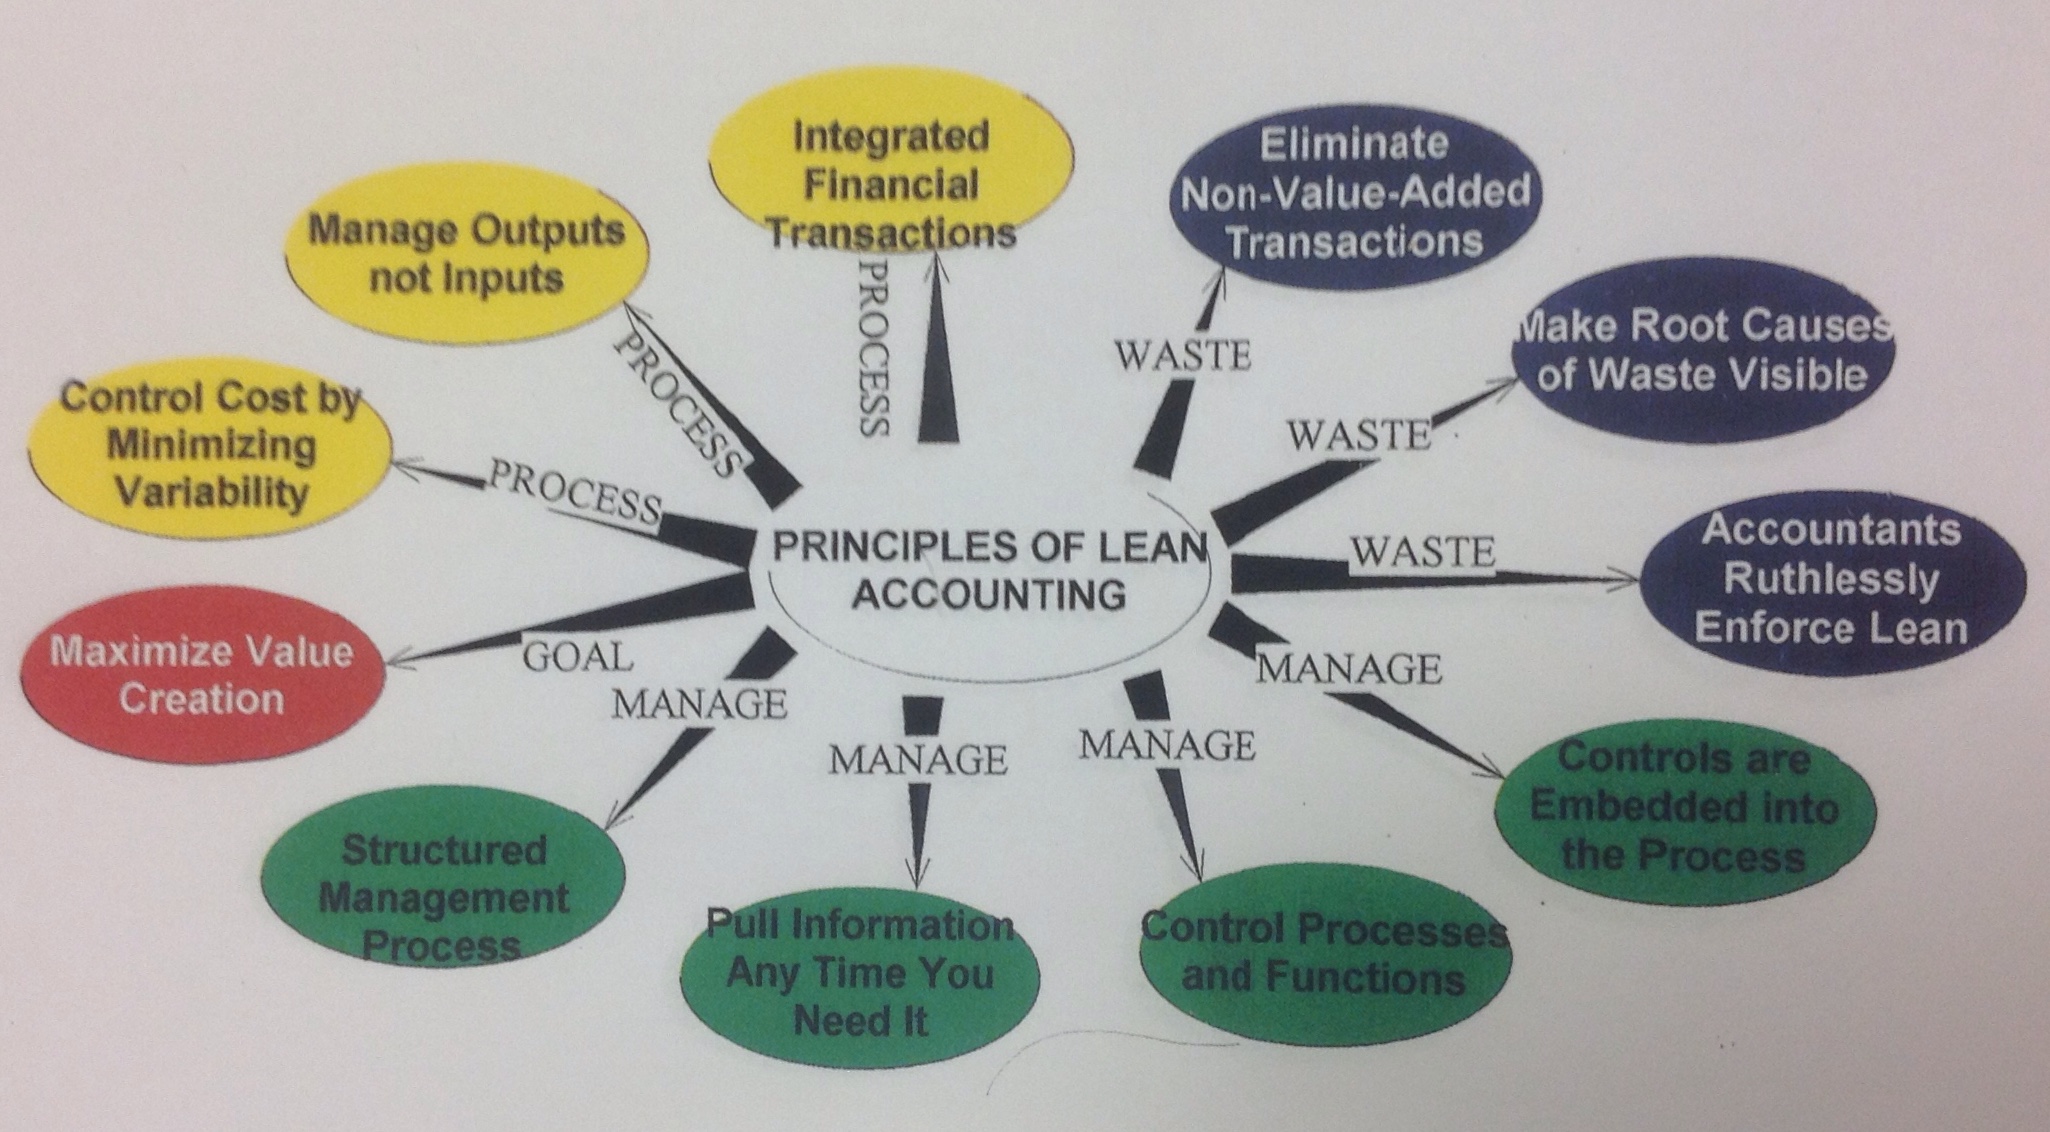 Integrated
Financial
Transactions
PROCESS
Eliminate
Non-Value-Added
Transactions
WASTE
Make Root Causes
of Waste Visible
WASTE
Accountants
Ruthlessly
Enforce Lean
WASTE
Controls are
Embedded into
the Process
MANAGE
Control Processes
and Functions
MANAGE
Pull Information
Any Time You
Need It
MANAGE
Structured
Management
Process
MANAGE
Maximize Value
Creation
GOAL
Control Cost by
Minimizing
Variability
PROCESS
Manage Outputs
not Inputs
PROCESS
PRINCIPLES OF LEAN
ACCOUNTING